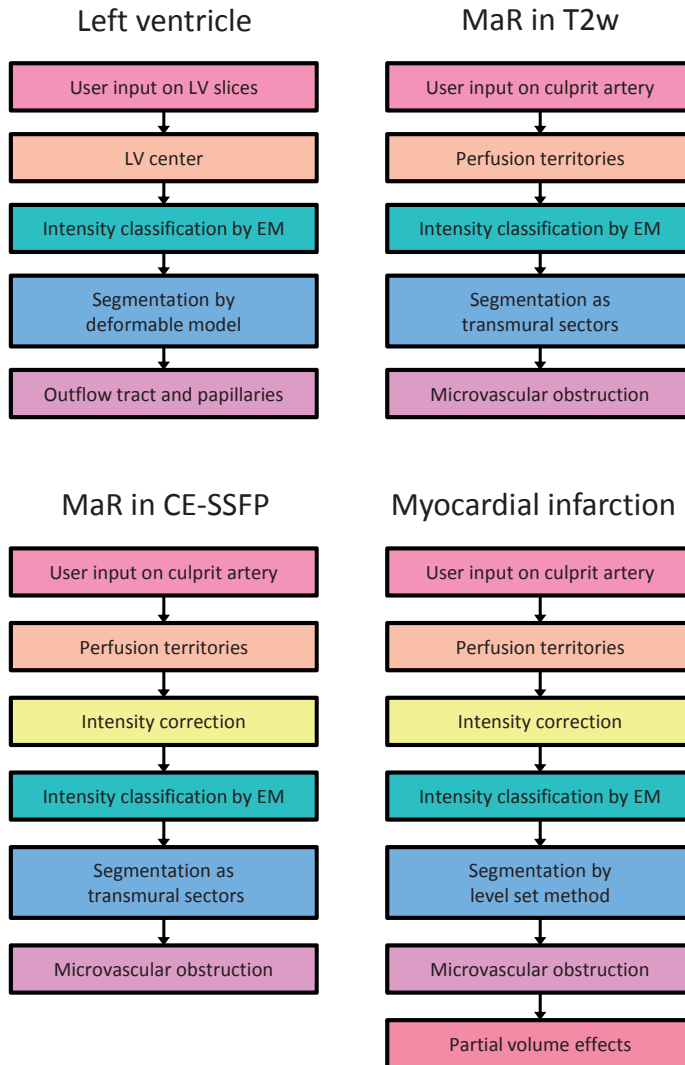 Left ventricle
User input on LV slices
LV center
Intensity classification by EM
Segmentation by
deformable model
Outflow tract and papillaries
MaR in T2w
User input on culprit artery
Perfusion territories
Intensity classification by EM
Segmentation as
transmural sectors
Microvascular obstruction
MaR in CE-SSFP
User input on culprit artery
Perfusion territories
Intensity correction
Intensity classification by EM
Segmentation as
transmural sectors
Microvascular obstruction
Myocardial infarction
User input on culprit artery
Perfusion territories
Intensity correction
Intensity classification by EM
Segmentation by
level set method
Microvascular obstruction
Partial volume effects